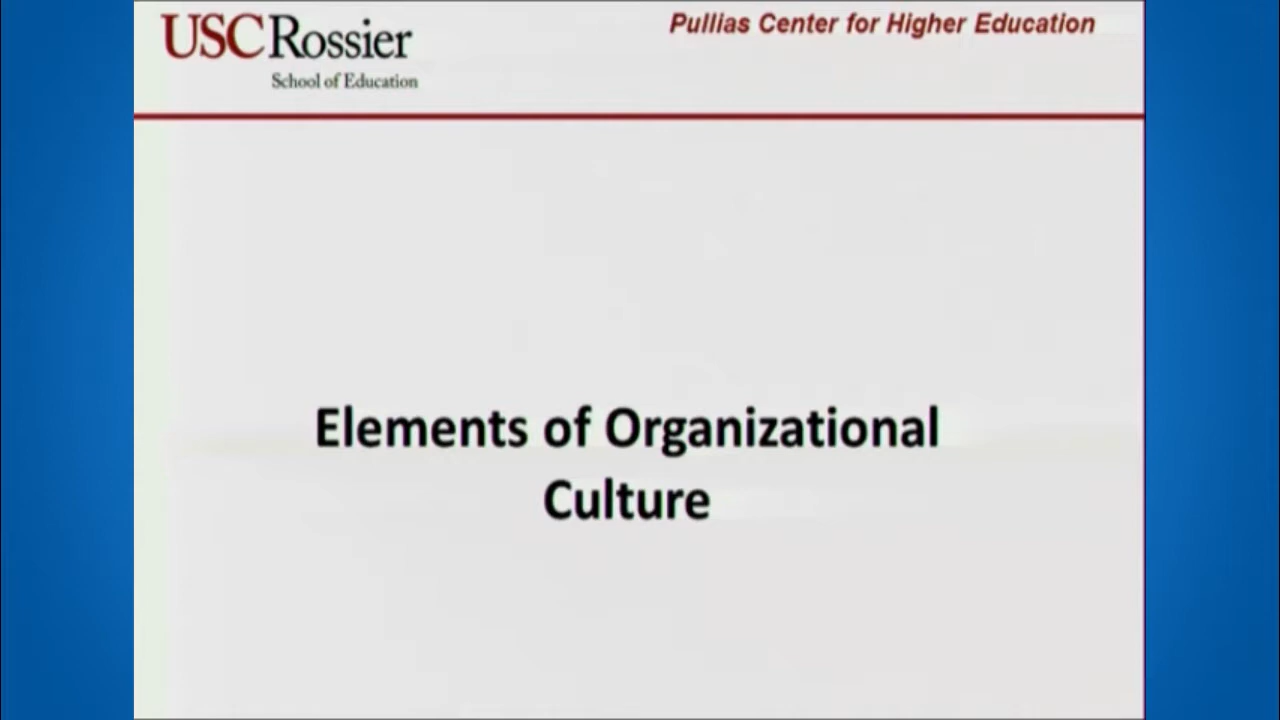 USC Rossier
School of Education
Pullias Center for Higher Education
Elements of Organizational
Culture